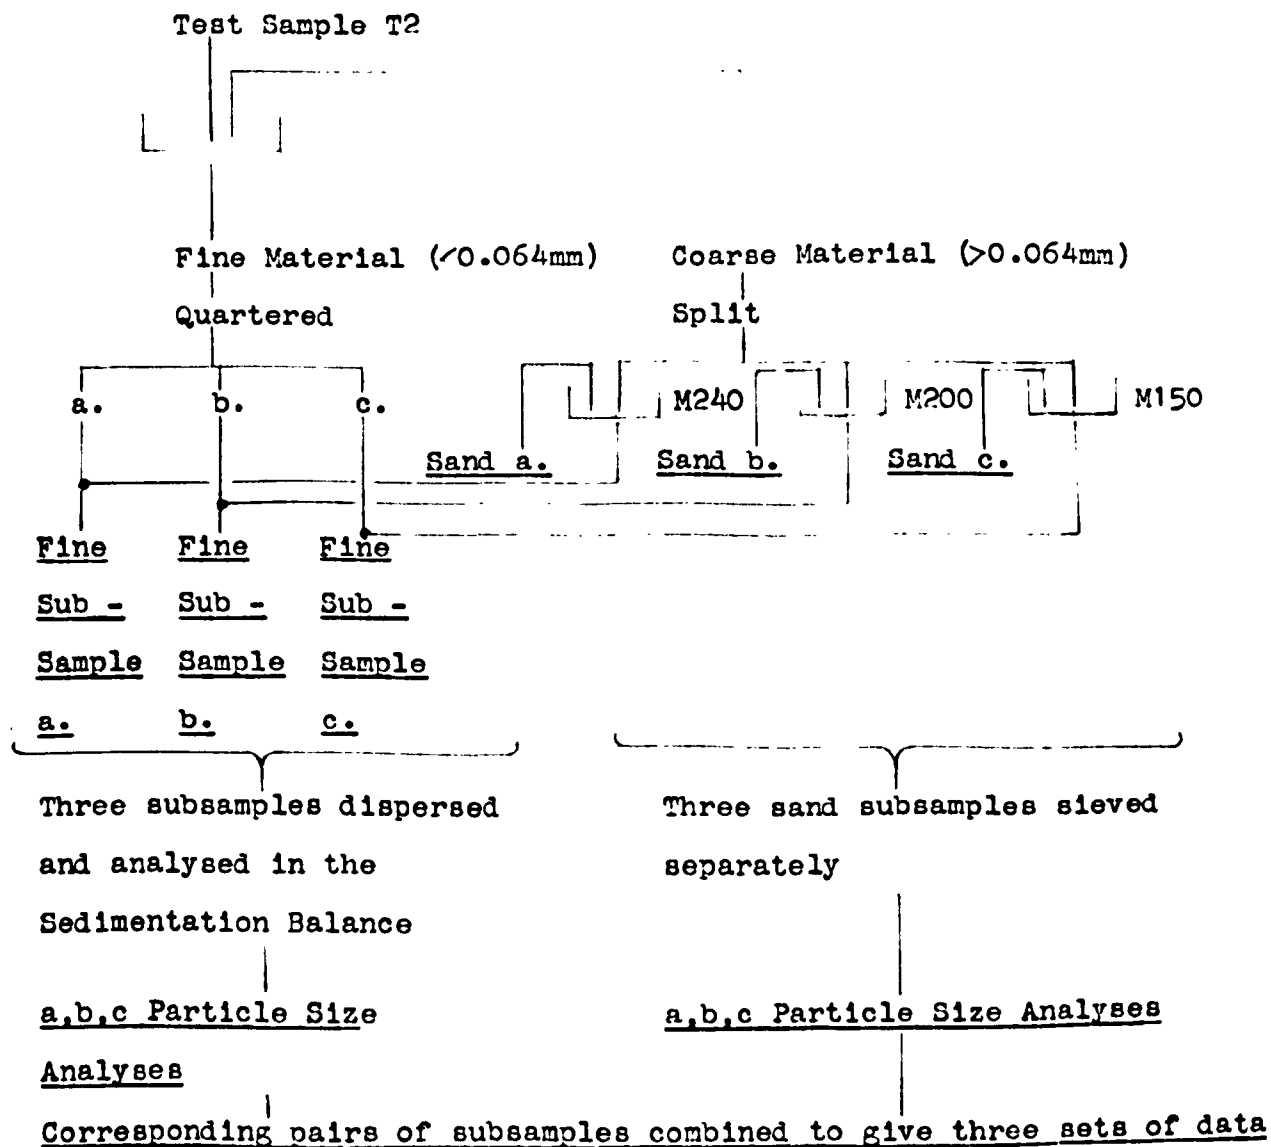 Test Sample T2
Fine Material (<0.064mm)
Coarse Material (>0.064mm)
Quartered
Split
a.
b.
c.
M240
M200
M150
Sand a.
Sand b.
Sand c.
Fine
Sub -
Sample
a.
Fine
Sub -
Sample
b.
Fine
Sub -
Sample
c.
Three subsamples dispersed
and analysed in the
Sedimentation Balance
Three sand subsamples sieved
separately
a,b,c Particle Size
Analyses
a,b,c Particle Size Analyses
Corresponding pairs of subsamples combined to give three sets of data